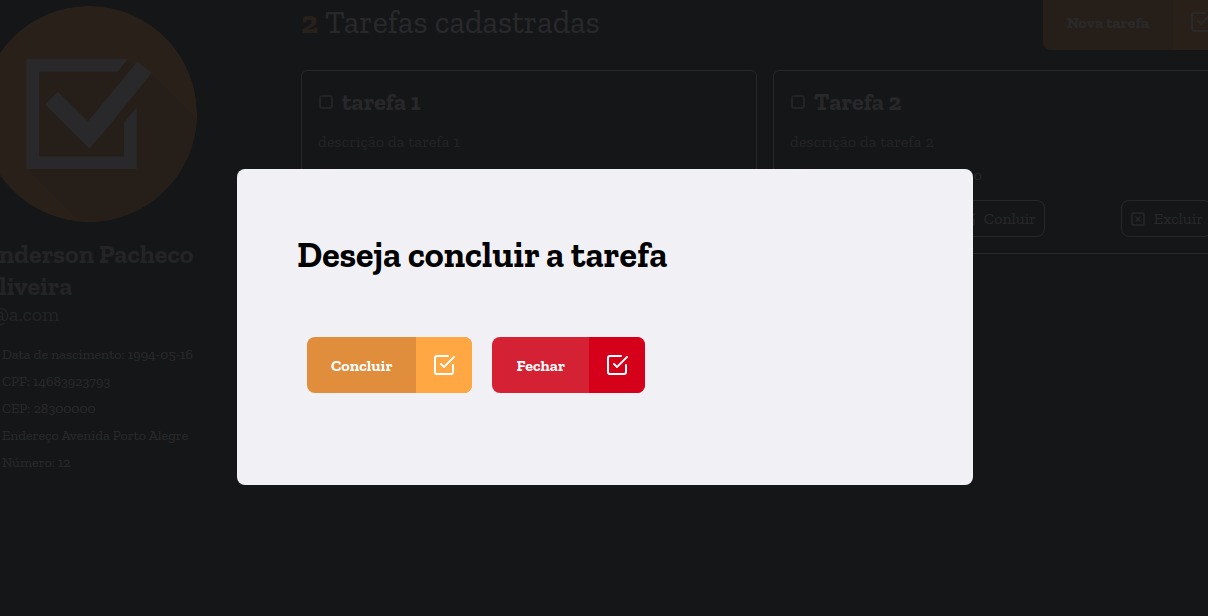 2 Tarefas cadastradas
Nova tarefa
tarefa 1
descrição da tarefa 1
Tarefa 2
descrição da tarefa 2
Conluir
Excluir
nderson Pacheco
liveira
@a.com
Data de nascimento: 1994-05-16
CPF: 14683923793
CEP: 28300000
Endereço Avenida Porto Alegre
Número: 12
Deseja concluir a tarefa
Concluir
Fechar